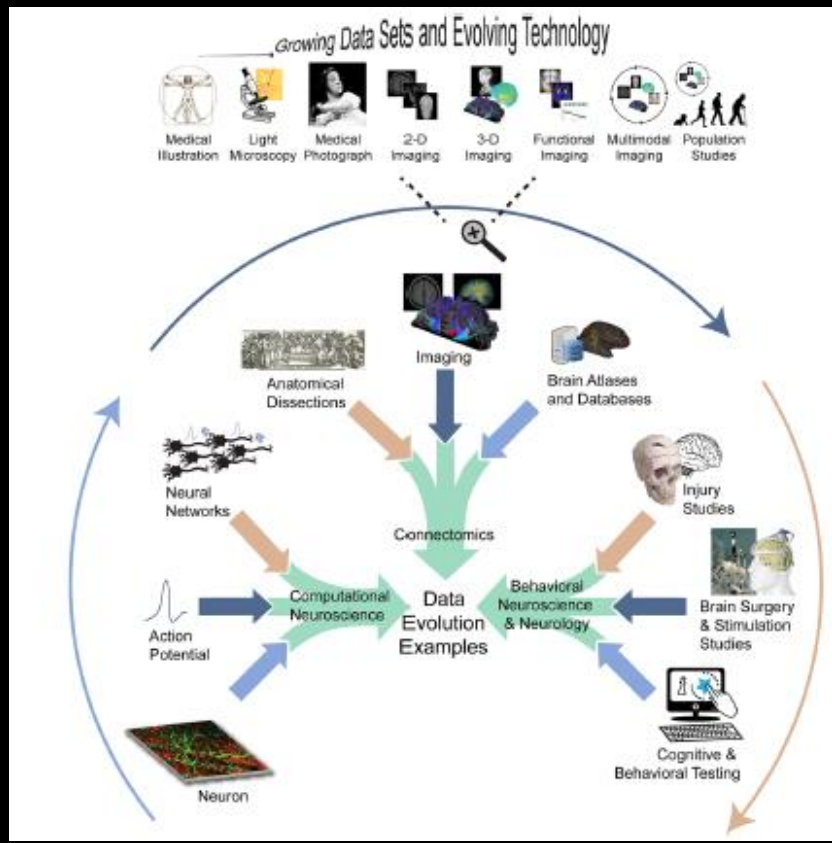 Growing Data Sets and Evolving Technology
Medical
Illustration
Light
Microscopy
Medical
Photograph
2-D
Imaging
3-D
Imaging
Functional
Imaging
Multimodal
Imaging
Population
Studies
Imaging
Anatomical
Dissections
Brain Atlases
and Databases
Neural
Networks
Injury
Studies
Connectomics
Computational
Neuroscience
Data
Evolution
Examples
Behavioral
Neuroscience
& Neurology
Action
Potential
Brain Surgery
& Stimulation
Studies
Neuron
Cognitive &
Behavioral Testing